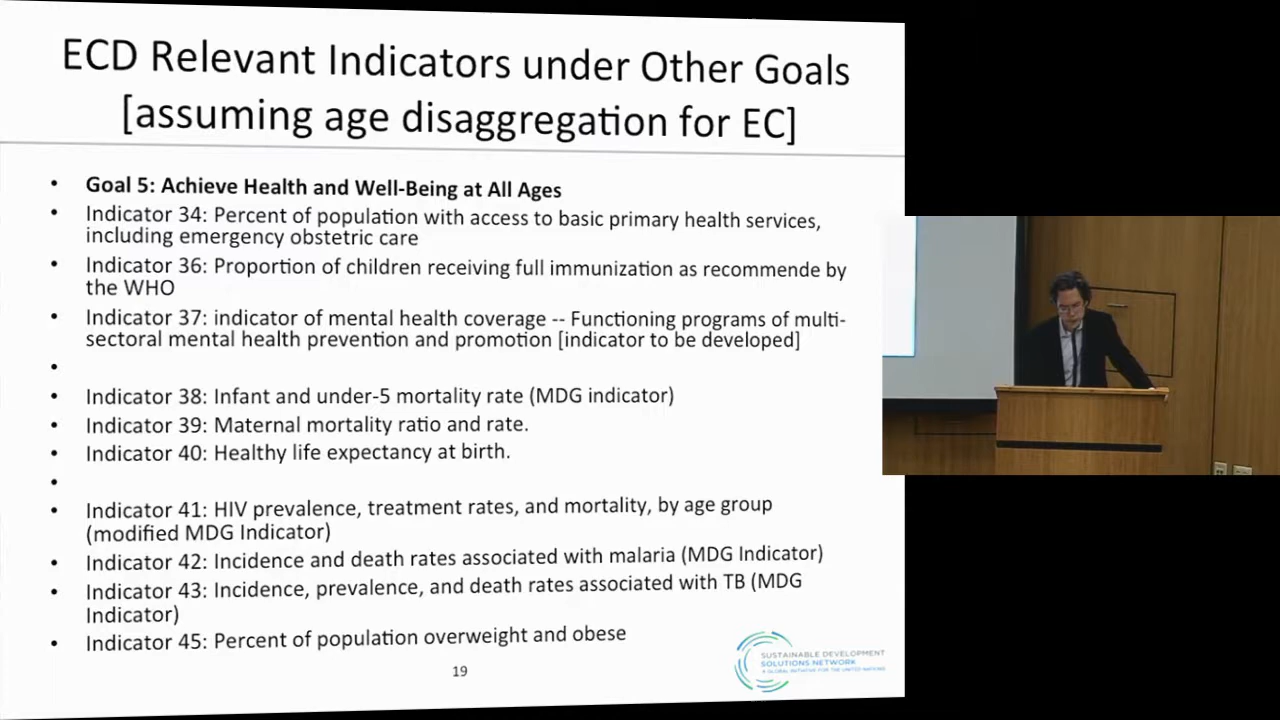 ECD Relevant Indicators under Other Goals
[assuming age disaggregation for EC]
• Goal 5: Achieve Health and Well-Being at All Ages
• Indicator 34: Percent of population with access to basic primary health services,
including emergency obstetric care
• Indicator 36: Proportion of children receiving full immunization as recommende by
the WHO
• Indicator 37: indicator of mental health coverage -- Functioning programs of multi-
sectoral mental health prevention and promotion [indicator to be developed]
•
• Indicator 38: Infant and under-5 mortality rate (MDG indicator)
• Indicator 39: Maternal mortality ratio and rate.
• Indicator 40: Healthy life expectancy at birth.
•
• Indicator 41: HIV prevalence, treatment rates, and mortality, by age group
(modified MDG Indicator)
• Indicator 42: Incidence and death rates associated with malaria (MDG Indicator)
• Indicator 43: Incidence, prevalence, and death rates associated with TB (MDG
Indicator)
• Indicator 45: Percent of population overweight and obese
19
SUSTAINABLE DEVELOPMENT
SOLUTIONS NETWORK
A GLOBAL INITIATIVE FOR THE UNITED NATIONS